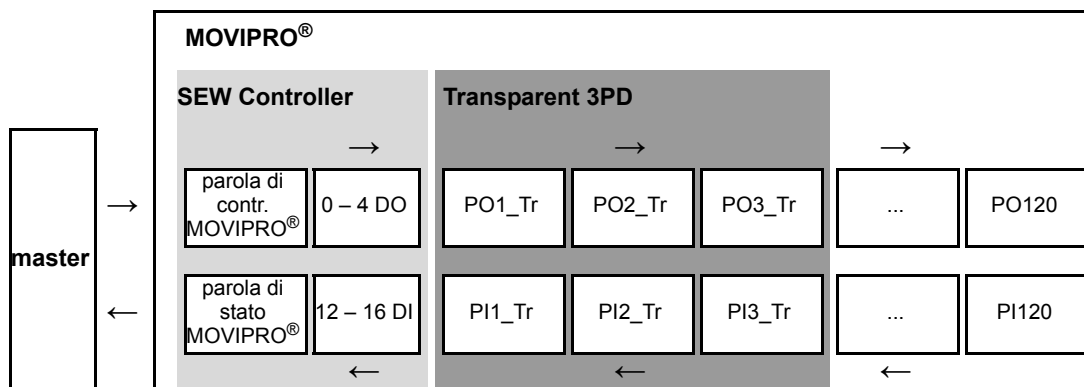 MOVIPRO®
SEW Controller
Transparent 3PD
→
→
→
parola di
contr.
MOVIPRO®
0 – 4 DO
PO1_Tr
PO2_Tr
PO3_Tr
...
PO120
→
master
←
parola di
stato
MOVIPRO®
12 – 16 DI
PI1_Tr
PI2_Tr
PI3_Tr
...
PI120
←
←
←